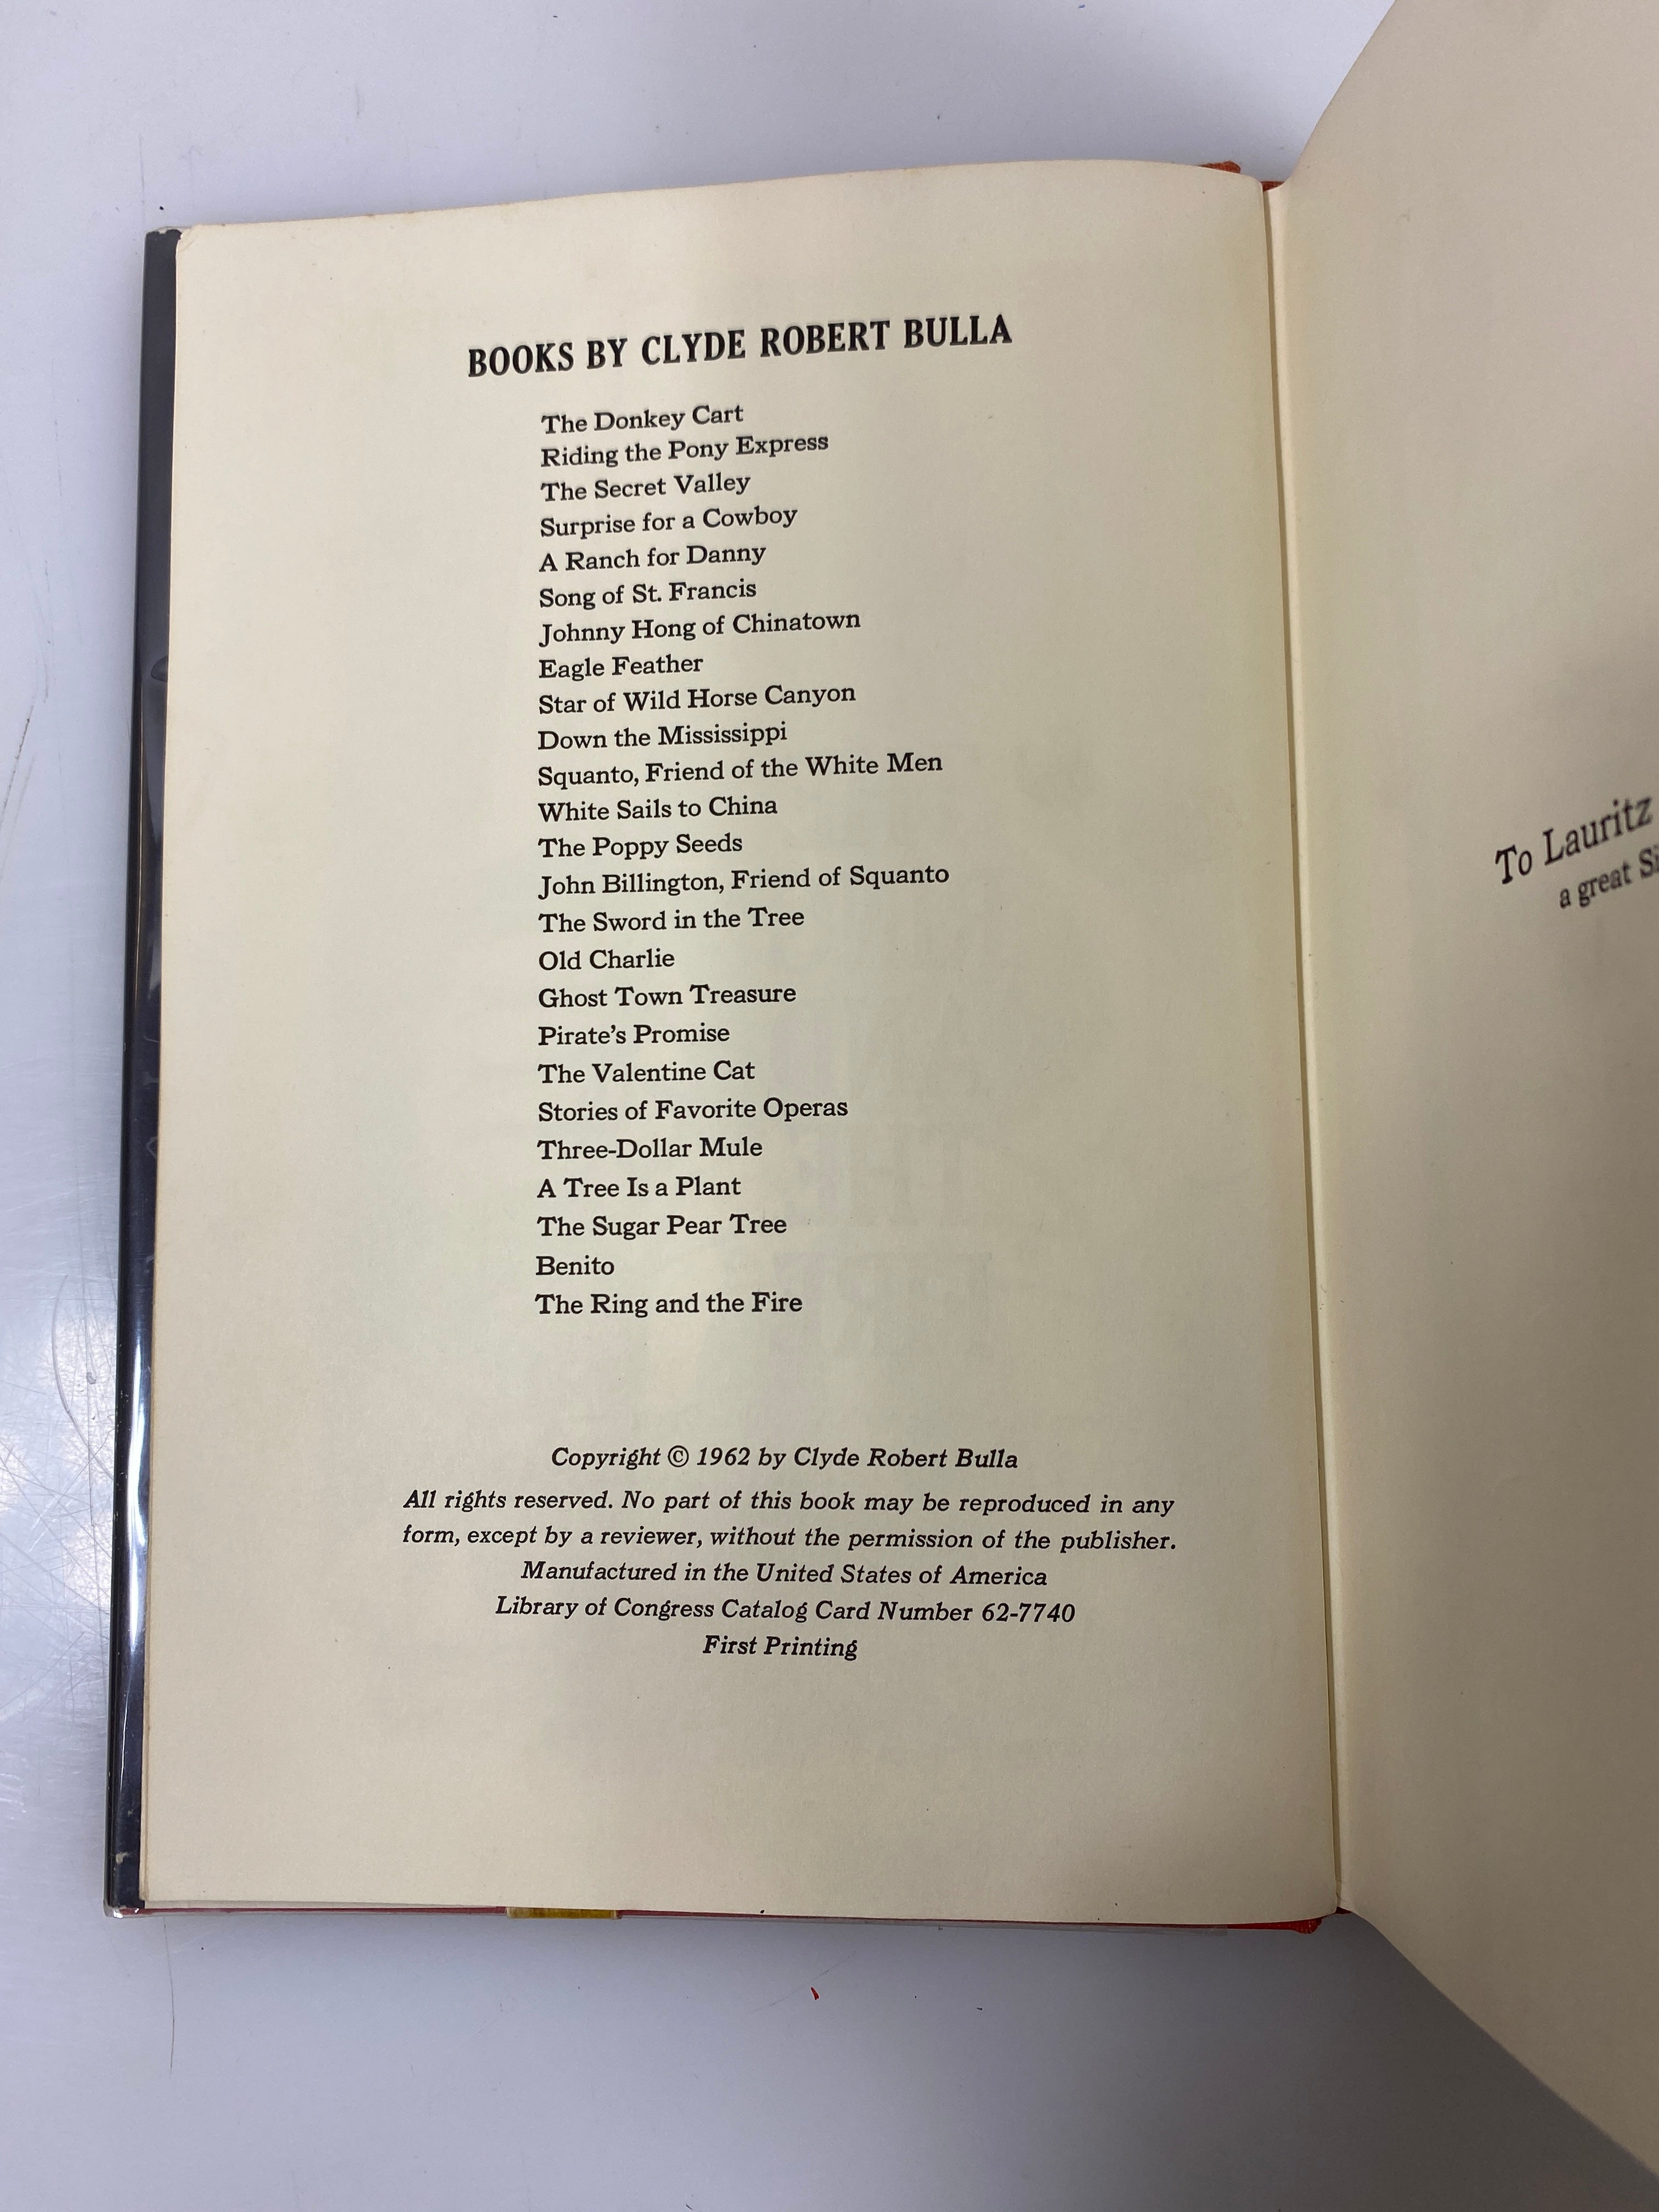 BOOKS BY CLYDE ROBERT BULLA
The Donkey Cart
Riding the Pony Express
The Secret Valley
Surprise for a Cowboy
A Ranch for Danny
Song of St. Francis
Johnny Hong of Chinatown
Eagle Feather
Star of Wild Horse Canyon
Down the Mississippi
Squanto, Friend of the White Men
White Sails to China
The Poppy Seeds
John Billington, Friend of Squanto
The Sword in the Tree
Old Charlie
Ghost Town Treasure
Pirate's Promise
The Valentine Cat
Stories of Favorite Operas
Three-Dollar Mule
A Tree Is a Plant
The Sugar Pear Tree
Benito
The Ring and the Fire
Copyright © 1962 by Clyde Robert Bulla
All rights reserved. No part of this book may be reproduced in any
form, except by a reviewer, without the permission of the publisher.
Manufactured in the United States of America
Library of Congress Catalog Card Number 62-7740
First Printing
To Lauritz
a great